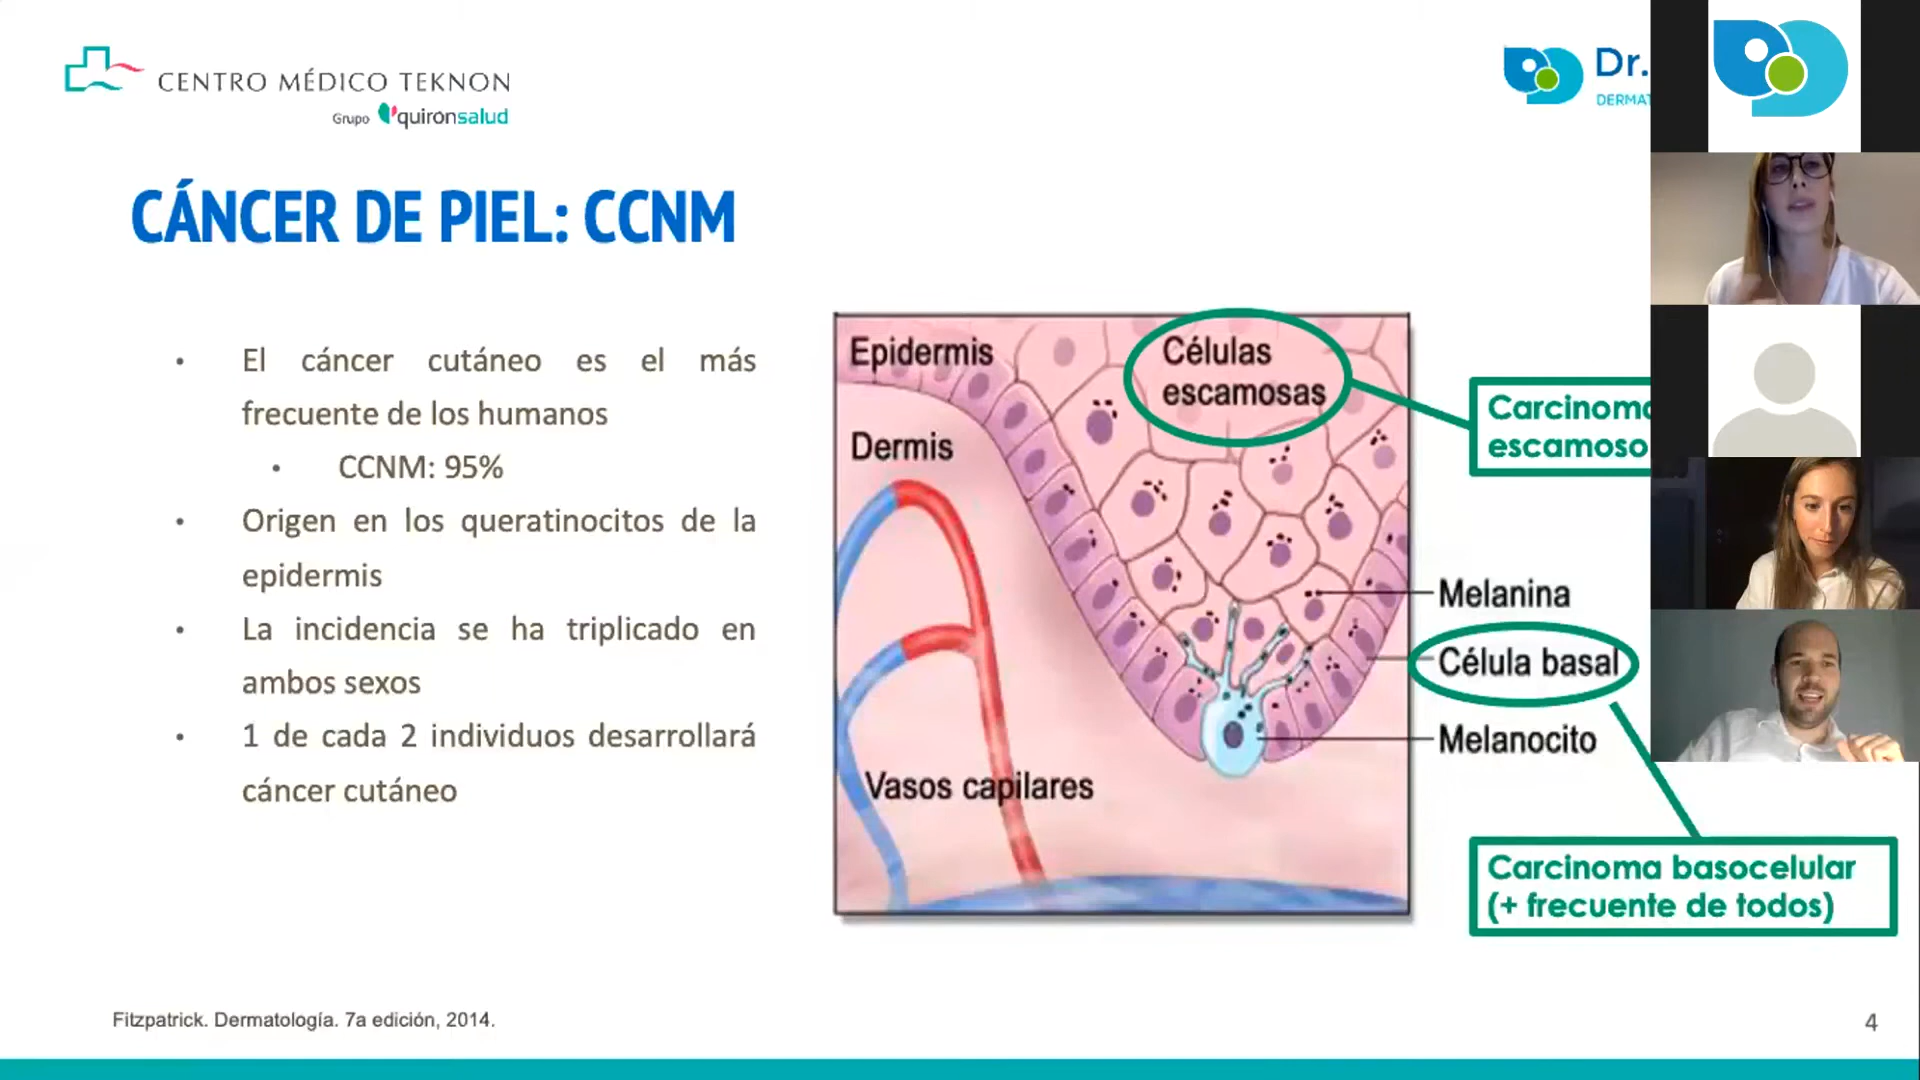 CENTRO MÉDICO TEKNON
Grupo quironsalud
Dr.
CÁNCER DE PIEL: CCNM
• El cáncer cutáneo es el más
frecuente de los humanos
• CCNM: 95%
• Origen en los queratinocitos de la
epidermis
• La incidencia se ha triplicado en
ambos sexos
• 1 de cada 2 individuos desarrollará
cáncer cutáneo
Epidermis
Células
escamosas
Dermis
Vasos capilares
Carcinoma
escamoso
Melanina
Célula basal
Melanocito
Carcinoma basocelular
(+ frecuente de todos)
Fitzpatrick. Dermatología. 7a edición, 2014.
4